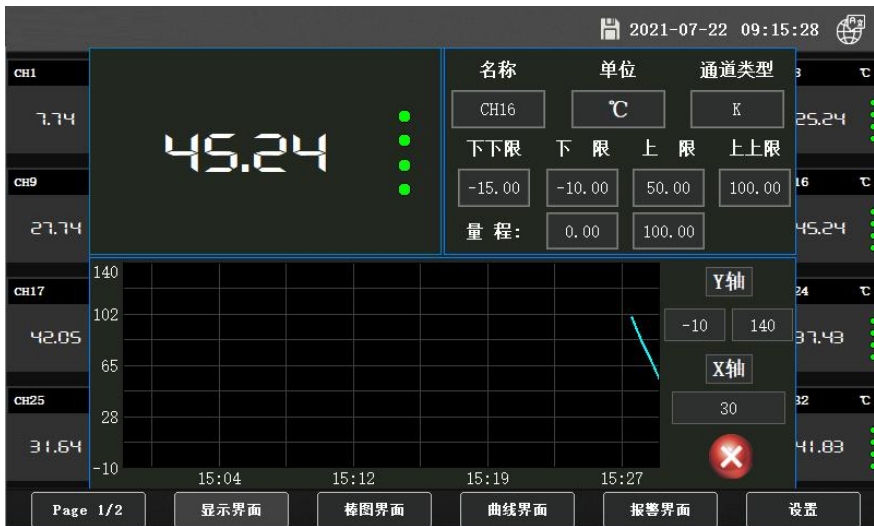 2021-07-22 09:15:28
CH1
7.74
CH9
27.74
CH17
42.05
CH25
31.64
45.24
名称 单位 通道类型
CH16 ℃ K
下下限 下 限 上 限 上上限
-15.00 -10.00 50.00 100.00
量 程: 0.00 100.00
140
102
65
28
-10
15:04 15:12 15:19 15:27
Y轴
-10 140
X轴
30
℃
25.24
16 ℃
45.24
24 ℃
37.43
32 ℃
41.83
Page 1/2 显示界面 棒图界面 曲线界面 报警界面 设置